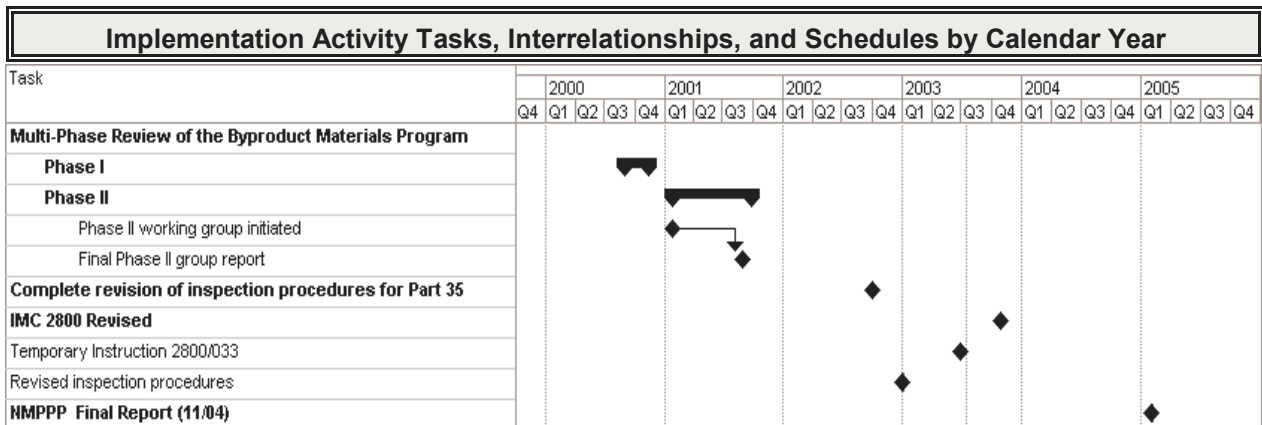 Implementation Activity Tasks, Interrelationships, and Schedules by Calendar Year
Task
2000 2001 2002 2003 2004 2005
Q4 Q1 Q2 Q3 Q4 Q1 Q2 Q3 Q4 Q1 Q2 Q3 Q4 Q1 Q2 Q3 Q4 Q1 Q2 Q3 Q4 Q1 Q2 Q3 Q4
Multi-Phase Review of the Byproduct Materials Program
Phase I
Phase II
Phase II working group initiated
Final Phase II group report
Complete revision of inspection procedures for Part 35
IMC 2800 Revised
Temporary Instruction 2800/033
Revised inspection procedures
NMPPP Final Report (11/04)